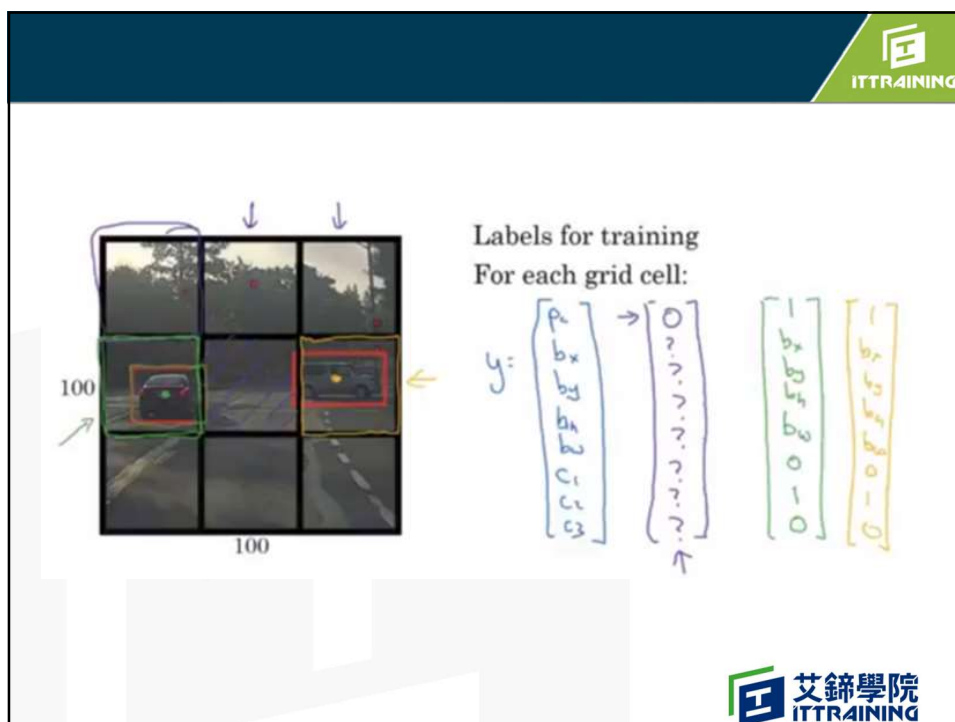 ITTRAINING
Labels for training
For each grid cell:
100
100
y=
Pc
bx
by
bh
bw
C1
C2
C3
→ 0
?
?
?
?
?
?
?
1
bx
by
bh
bw
0
1
0
1
bx
by
bh
bw
0
1
0
艾鍗學院
ITTRAINING